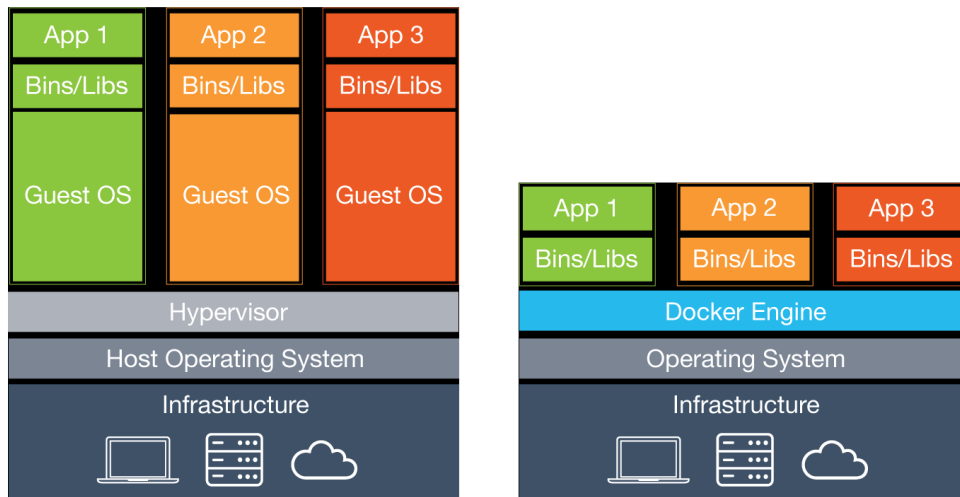 App 1
App 2
App 3
Bins/Libs
Bins/Libs
Bins/Libs
Guest OS
Guest OS
Guest OS
Hypervisor
Host Operating System
Infrastructure
App 1
App 2
App 3
Bins/Libs
Bins/Libs
Bins/Libs
Docker Engine
Operating System
Infrastructure